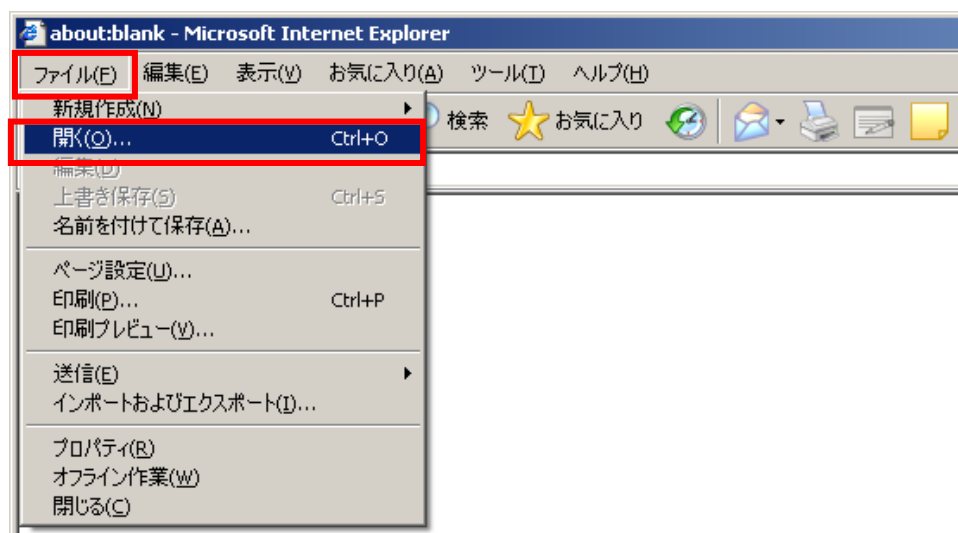 about:blank - Microsoft Internet Explorer
ファイル(F) 編集(E) 表示(V) お気に入り(A) ツール(T) ヘルプ(H)
検索 お気に入り
新規作成(N)
開く(O)... Ctrl+O
編集(D)
上書き保存(S) Ctrl+S
名前を付けて保存(A)...
ページ設定(U)...
印刷(P)... Ctrl+P
印刷プレビュー(V)...
送信(E)
インポートおよびエクスポート(I)...
プロパティ(R)
オフライン作業(W)
閉じる(C)